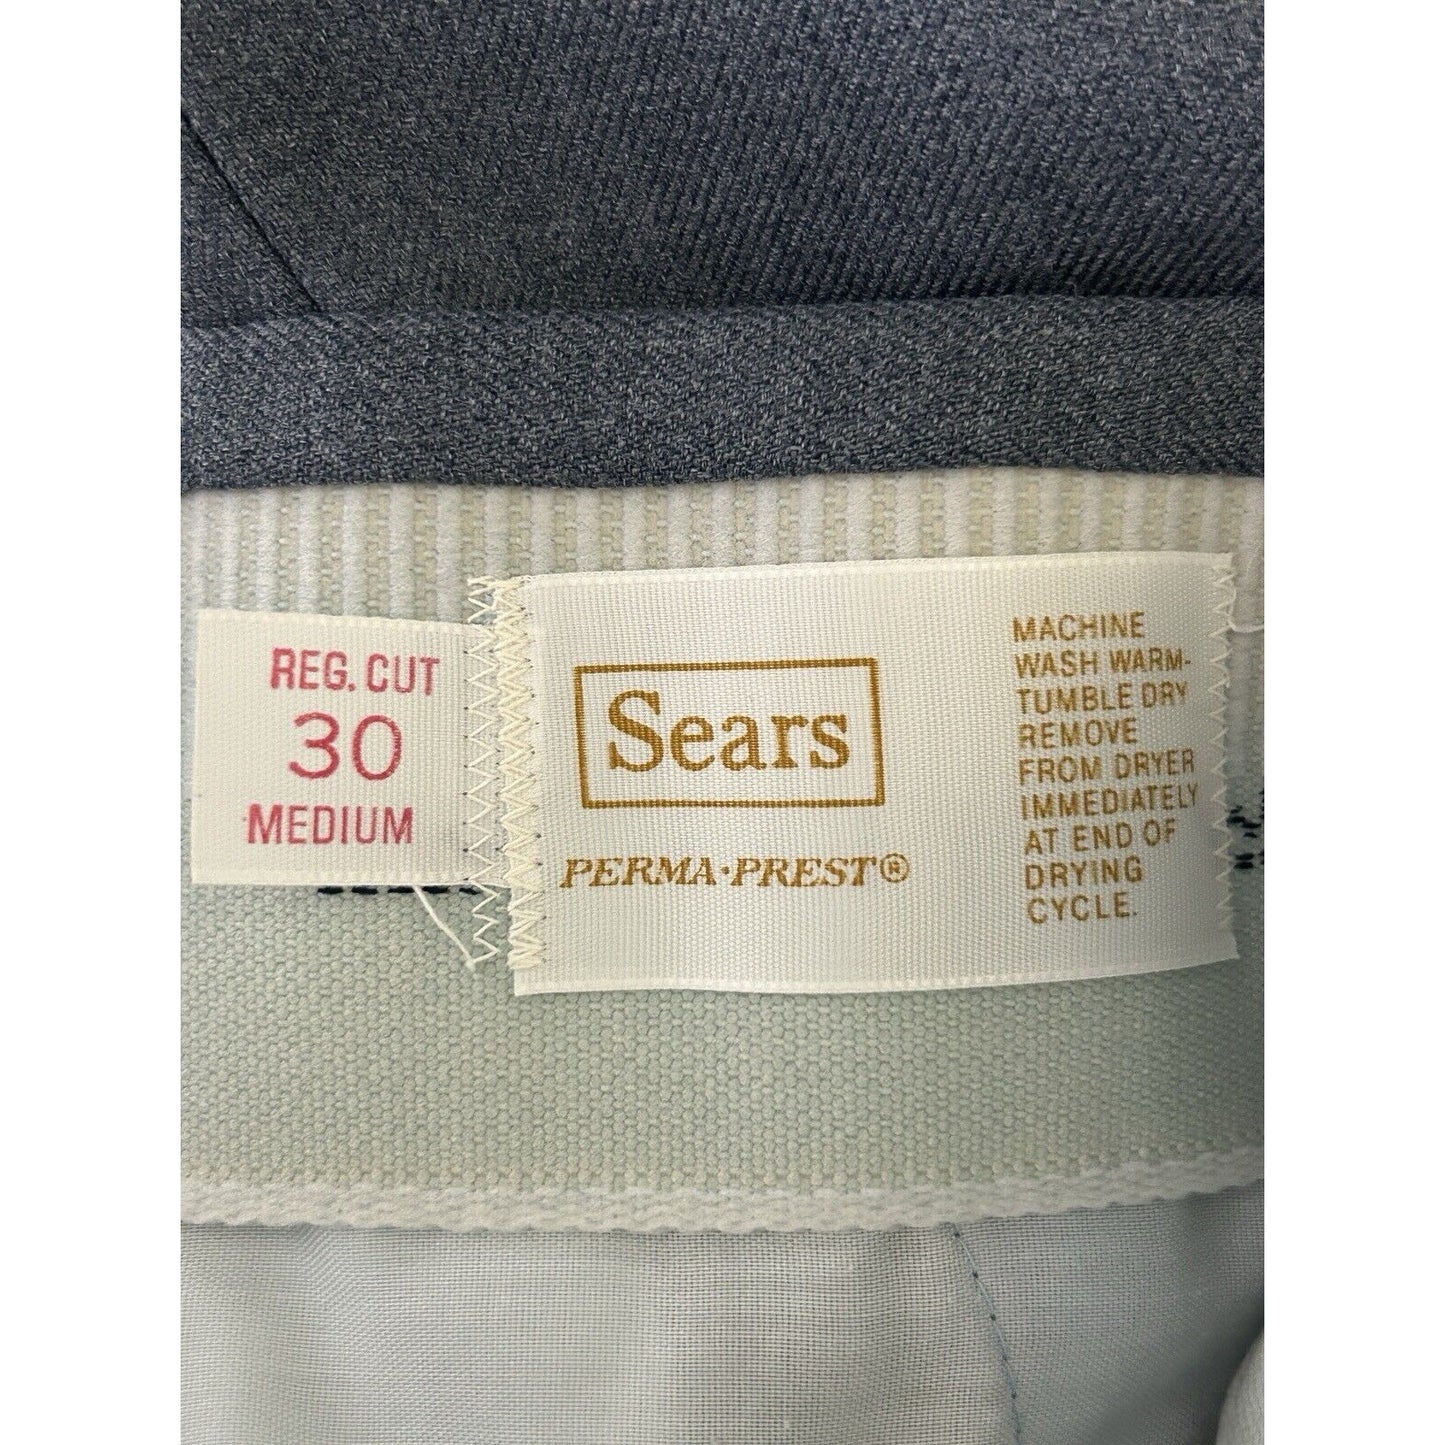 REG. CUT
30
MEDIUM
Sears
PERMA·PREST®
MACHINE
WASH WARM-
TUMBLE DRY
REMOVE
FROM DRYER
IMMEDIATELY
AT END OF
DRYING
CYCLE.